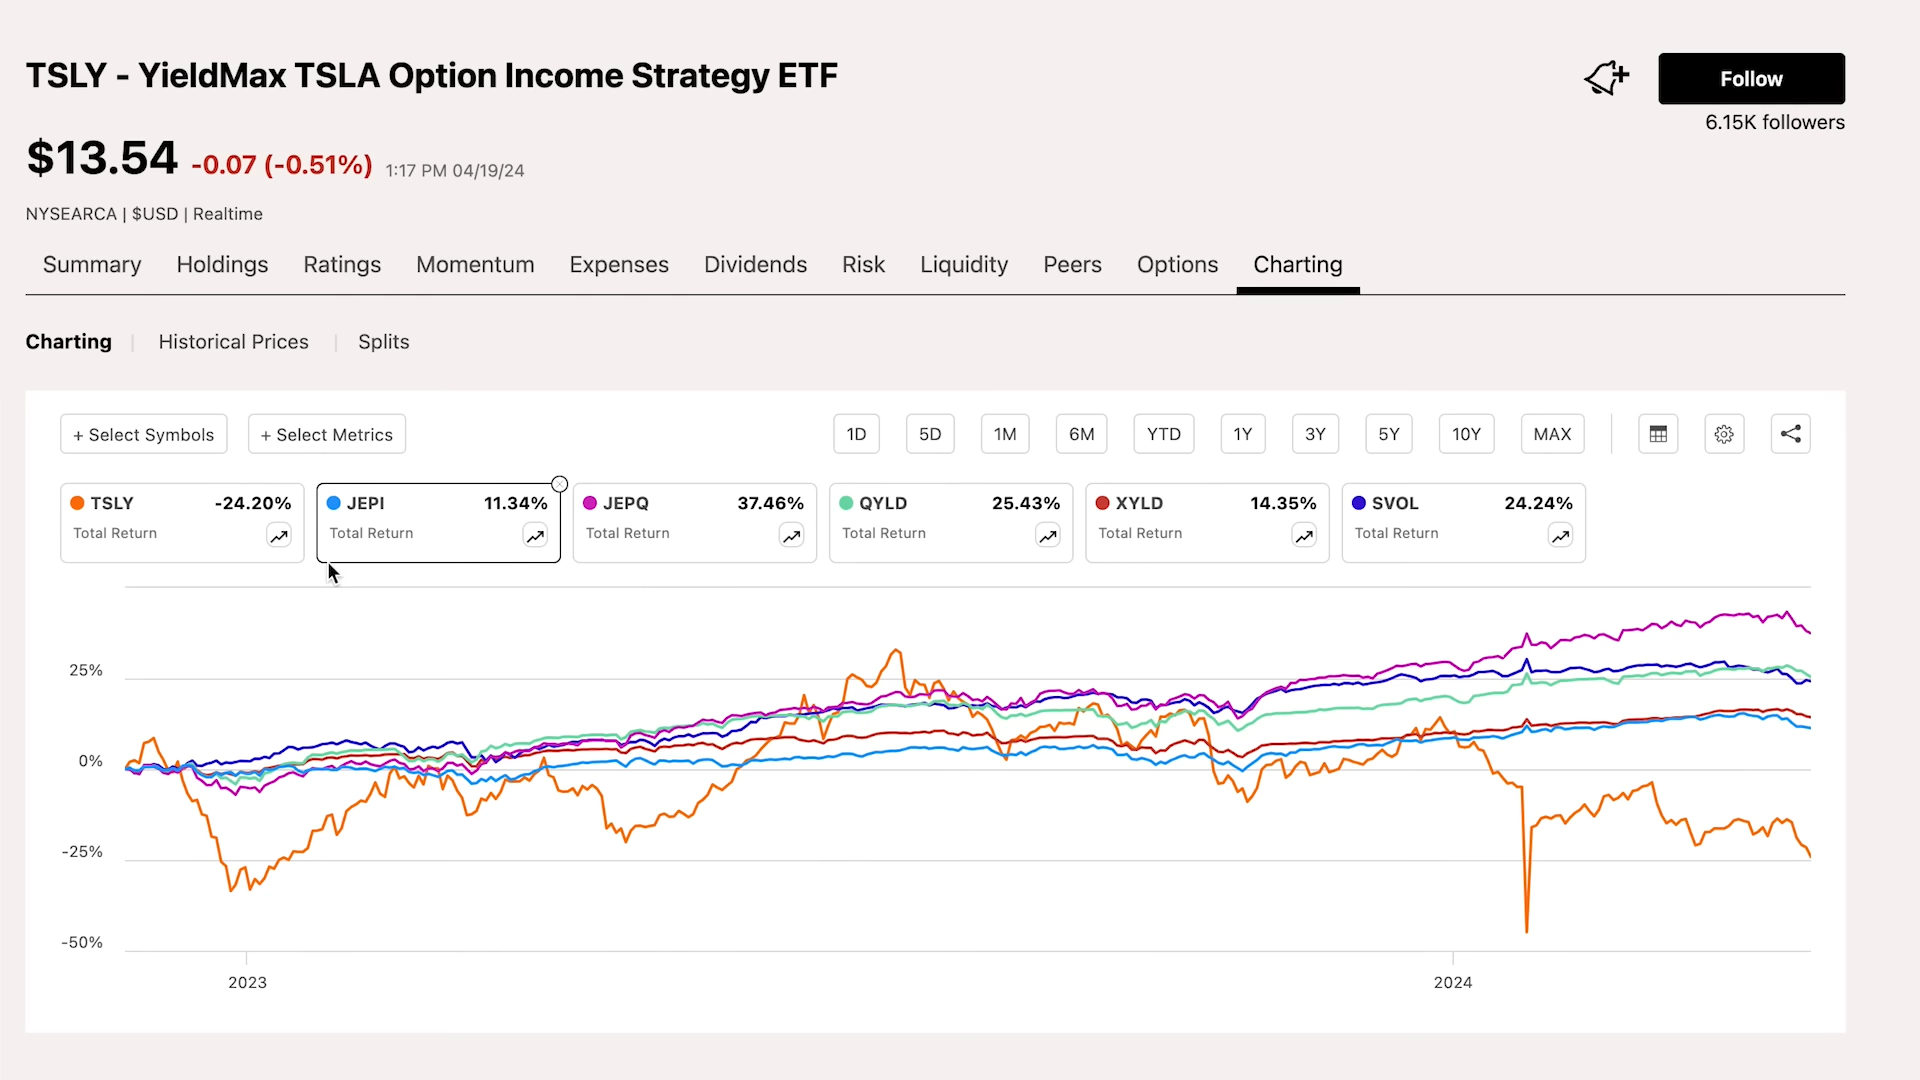 TSLY - YieldMax TSLA Option Income Strategy ETF
Follow
6.15K followers
$13.54 -0.07 (-0.51%) 1:17 PM 04/19/24
NYSEARCA | $USD | Realtime
Summary Holdings Ratings Momentum Expenses Dividends Risk Liquidity Peers Options Charting
Charting | Historical Prices | Splits
+ Select Symbols + Select Metrics 1D 5D 1M 6M YTD 1Y 3Y 5Y 10Y MAX
TSLY -24.20% JEPI 11.34% JEPQ 37.46% QYLD 25.43% XYLD 14.35% SVOL 24.24%
Total Return Total Return Total Return Total Return Total Return Total Return
25%
0%
-25%
-50%
2023 2024